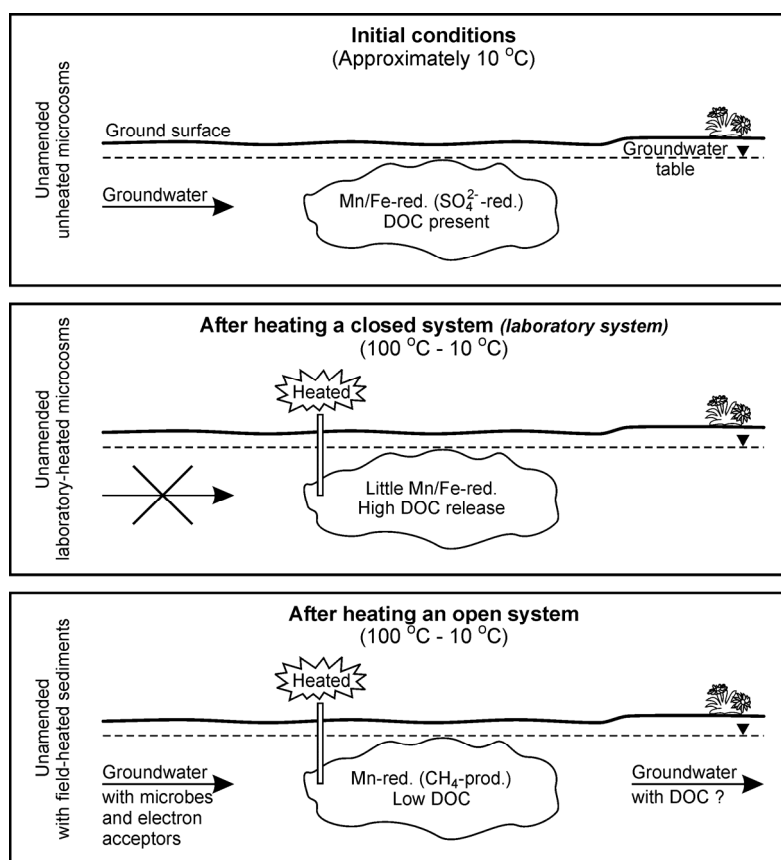 Initial conditions
(Approximately 10 °C)
Unamended
unheated microcosms
Ground surface
Groundwater
table
Groundwater
Mn/Fe-red. (SO₄²⁻-red.)
DOC present
After heating a closed system (laboratory system)
(100 °C - 10 °C)
Unamended
laboratory-heated microcosms
Heated
Little Mn/Fe-red.
High DOC release
After heating an open system
(100 °C - 10 °C)
Unamended
with field-heated sediments
Heated
Groundwater
with microbes
and electron
acceptors
Mn-red. (CH₄-prod.)
Low DOC
Groundwater
with DOC ?